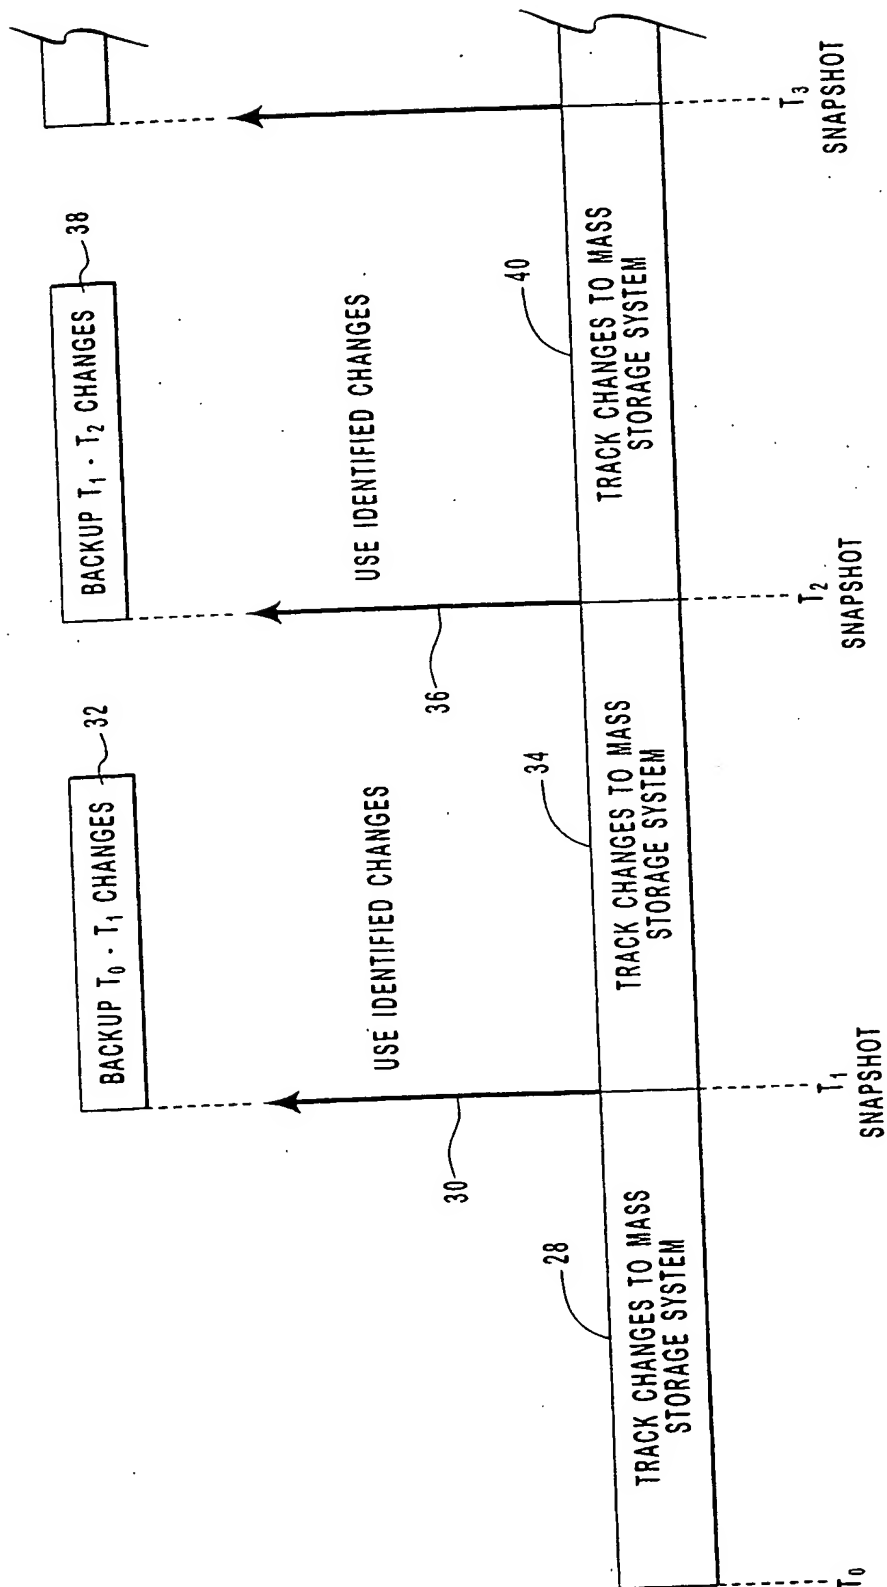 BACKUP T₀ - T₁ CHANGES
32
BACKUP T₁ - T₂ CHANGES
38
30
USE IDENTIFIED CHANGES
36
USE IDENTIFIED CHANGES
28
TRACK CHANGES TO MASS
STORAGE SYSTEM
34
TRACK CHANGES TO MASS
STORAGE SYSTEM
40
TRACK CHANGES TO MASS
STORAGE SYSTEM
T₀
T₁
SNAPSHOT
T₂
SNAPSHOT
T₃
SNAPSHOT